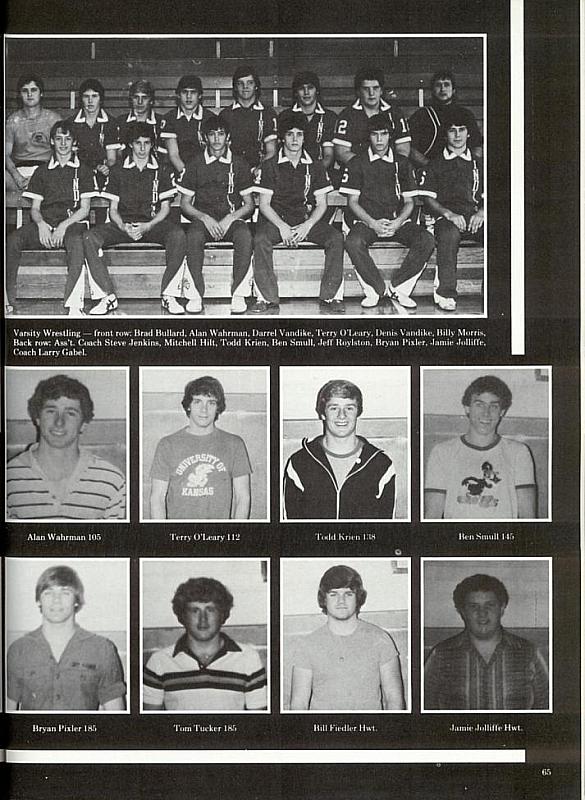 12 1
Varsity Wrestling — front row: Brad Bullard, Alan Wahrman, Darrel Vandike, Terry O'Leary, Denis Vandike, Billy Morris,
Back row: Ass't. Coach Steve Jenkins, Mitchell Hilt, Todd Krien, Ben Smull, Jeff Roylston, Bryan Pixler, Jamie Jolliffe,
Coach Larry Gabel.
UNIVERSITY OF
KANSAS
Alan Wahrman 105
Terry O'Leary 112
Todd Krien 138
Ben Smull 145
Bryan Pixler 185
Tom Tucker 185
Bill Fiedler Hwt.
Jamie Jolliffe Hwt.
65